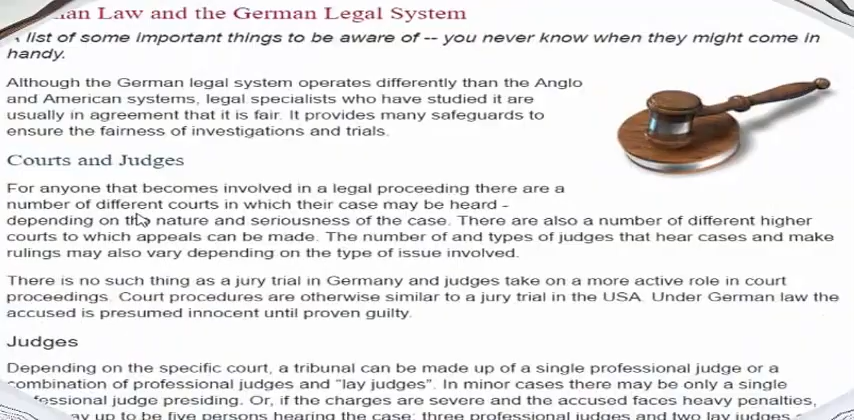 an Law and the German Legal System
list of some important things to be aware of -- you never know when they might come in
handy.
Although the German legal system operates differently than the Anglo
and American systems, legal specialists who have studied it are
usually in agreement that it is fair. It provides many safeguards to
ensure the fairness of investigations and trials.
Courts and Judges
For anyone that becomes involved in a legal proceeding there are a
number of different courts in which their case may be heard -
depending on the nature and seriousness of the case. There are also a number of different higher
courts to which appeals can be made. The number of and types of judges that hear cases and make
rulings may also vary depending on the type of issue involved.
There is no such thing as a jury trial in Germany and judges take on a more active role in court
proceedings. Court procedures are otherwise similar to a jury trial in the USA. Under German law the
accused is presumed innocent until proven guilty.
Judges
Depending on the specific court, a tribunal can be made up of a single professional judge or a
combination of professional judges and "lay judges". In minor cases there may be only a single
fessional judge presiding. Or, if the charges are severe and the accused faces heavy penalties,
ay up to be five persons hearing the case: three professional judges and two lay judges